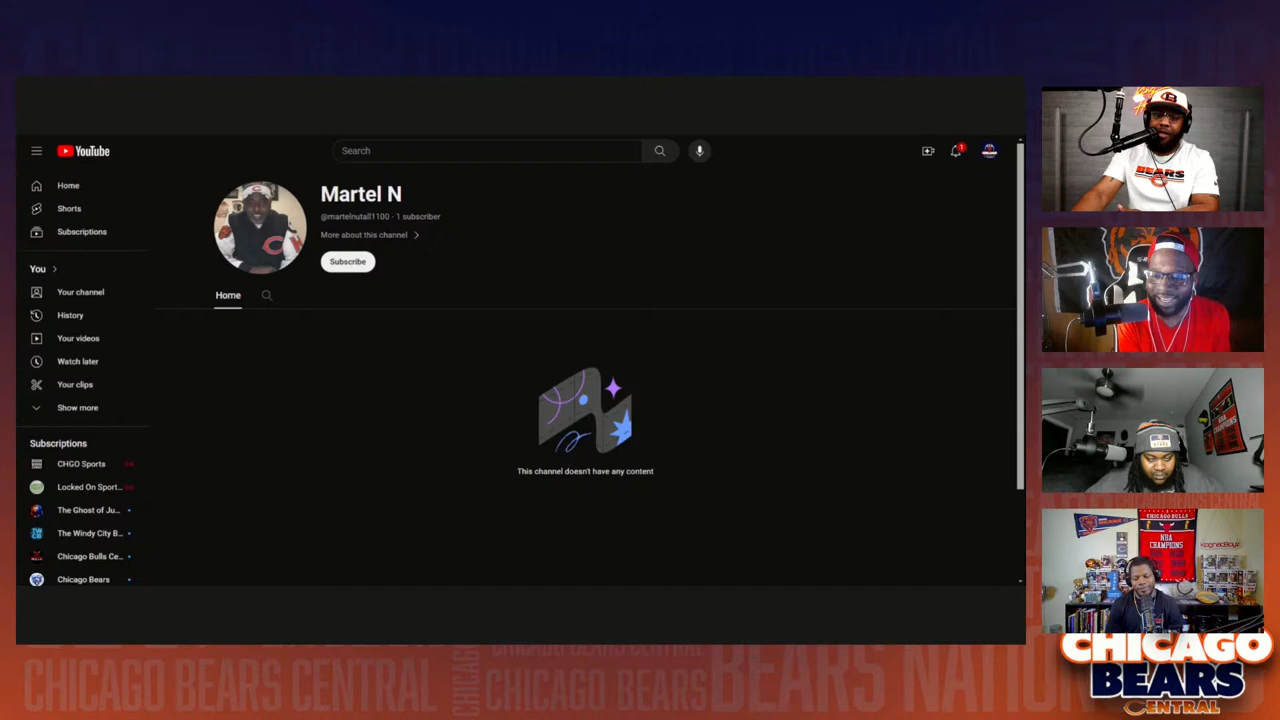 YouTube
Search
1
Home
Shorts
Subscriptions
You
Your channel
History
Your videos
Watch later
Your clips
Show more
Subscriptions
CHGO Sports
Locked On Sport...
The Ghost of Ju...
The Windy City B...
Chicago Bulls Ce...
Chicago Bears
Martel N
@martelnutall1100 · 1 subscriber
More about this channel
Subscribe
Home
This channel doesn't have any content
BEARS
CHICAGO BULLS
NBA
CHAMPIONS
CHICAGO
BEARS
CENTRAL
CHICAGO BEARS CENTRAL
CHICAGO BEARS
BEARS NATION